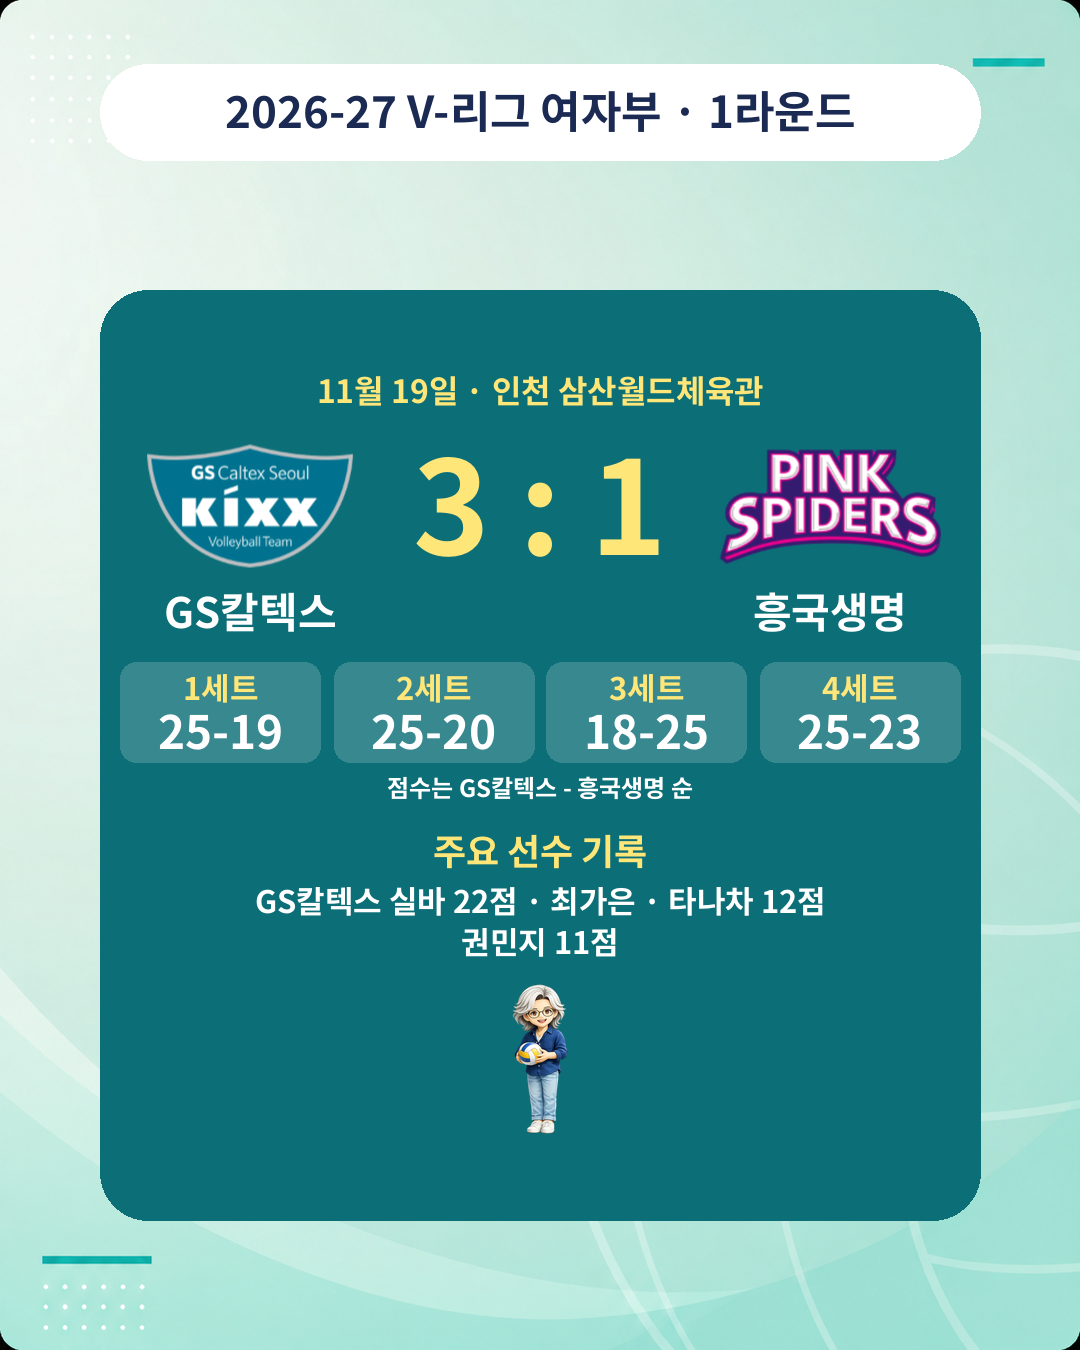 2026-27 V-리그 여자부 · 1라운드
11월 19일 · 인천 삼산월드체육관
GS Caltex Seoul
KIXX
Volleyball Team
3 : 1
PINK
SPIDERS
GS칼텍스
흥국생명
1세트
25-19
2세트
25-20
3세트
18-25
4세트
25-23
점수는 GS칼텍스 - 흥국생명 순
주요 선수 기록
GS칼텍스 실바 22점 · 최가은 · 타나차 12점
권민지 11점